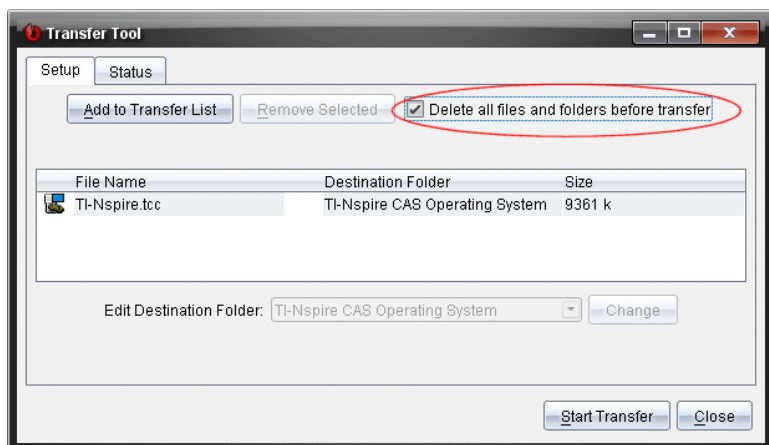 Transfer Tool
Setup Status
Add to Transfer List Remove Selected Delete all files and folders before transfer
File Name Destination Folder Size
TI-Nspire.tcc TI-Nspire CAS Operating System 9361 k
Edit Destination Folder: TI-Nspire CAS Operating System Change
Start Transfer Close